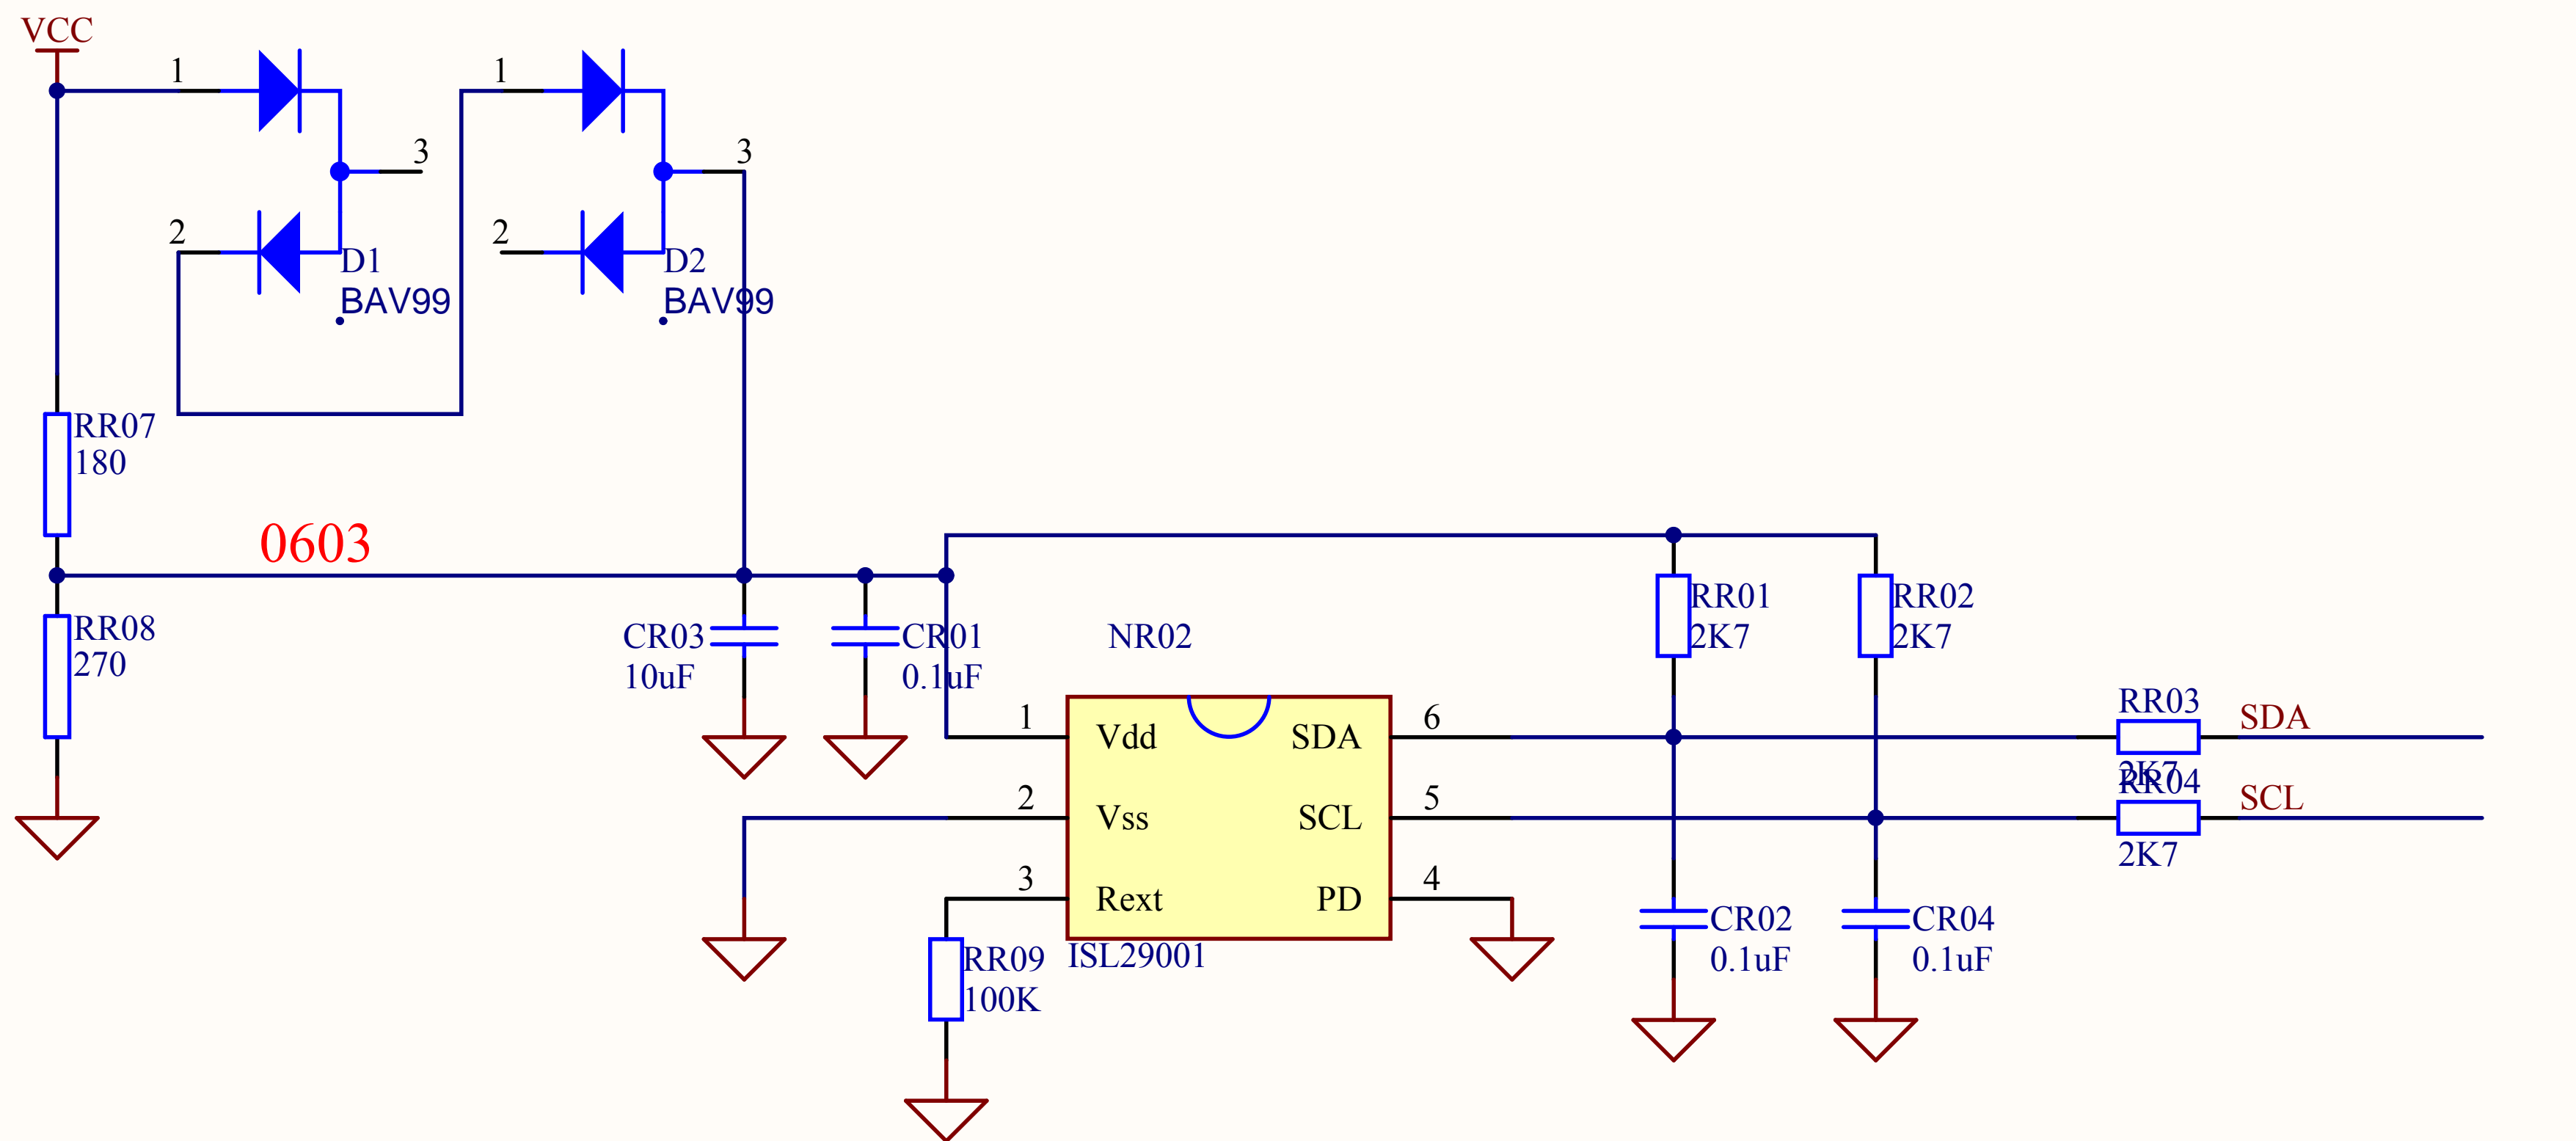 VCC
1
1
3
3
2
2
D1
BAV99
D2
BAV99
RR07
180
0603
RR08
270
CR03
10uF
CR01
0.1uF
NR02
RR01
2K7
RR02
2K7
1
Vdd
SDA
6
2
Vss
SCL
5
3
Rext
PD
4
ISL29001
RR09
100K
RR03
2K7
SDA
RR04
2K7
SCL
CR02
0.1uF
CR04
0.1uF